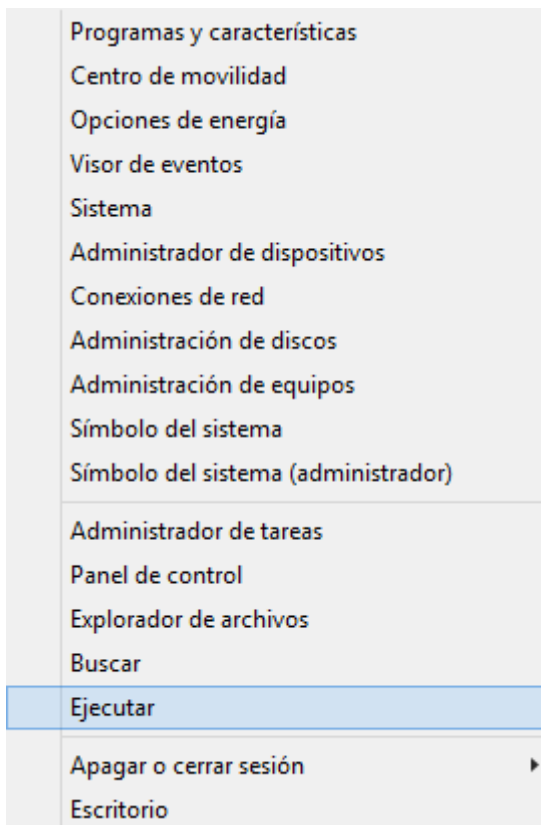 Programas y características
Centro de movilidad
Opciones de energía
Visor de eventos
Sistema
Administrador de dispositivos
Conexiones de red
Administración de discos
Administración de equipos
Símbolo del sistema
Símbolo del sistema (administrador)
Administrador de tareas
Panel de control
Explorador de archivos
Buscar
Ejecutar
Apagar o cerrar sesión
Escritorio